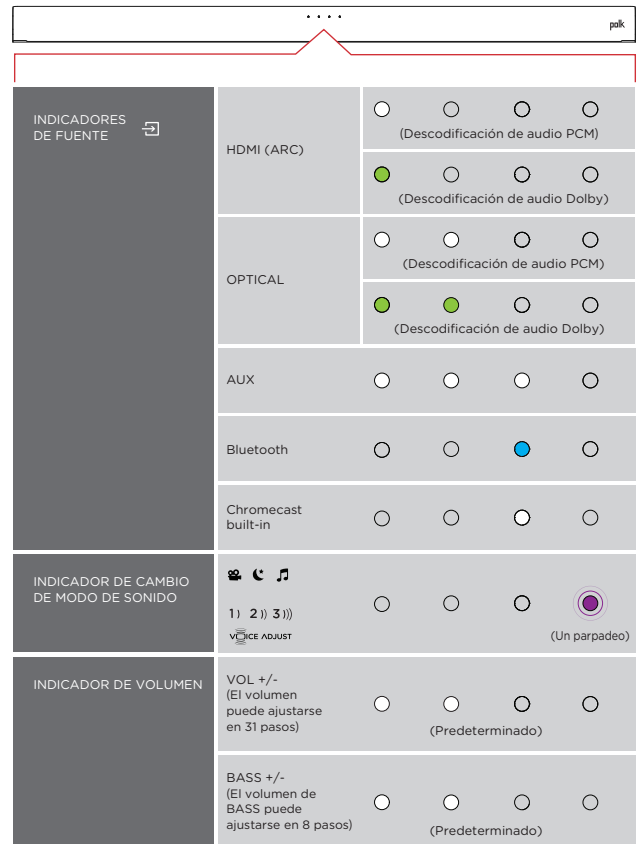 polk
INDICADORES
DE FUENTE
HDMI (ARC)
(Descodificación de audio PCM)
(Descodificación de audio Dolby)
OPTICAL
(Descodificación de audio PCM)
(Descodificación de audio Dolby)
AUX
Bluetooth
Chromecast
built-in
INDICADOR DE CAMBIO
DE MODO DE SONIDO
1) 2)) 3)))
VOICE ADJUST
(Un parpadeo)
INDICADOR DE VOLUMEN
VOL +/-
(El volumen
puede ajustarse
en 31 pasos)
(Predeterminado)
BASS +/-
(El volumen de
BASS puede
ajustarse en 8 pasos)
(Predeterminado)